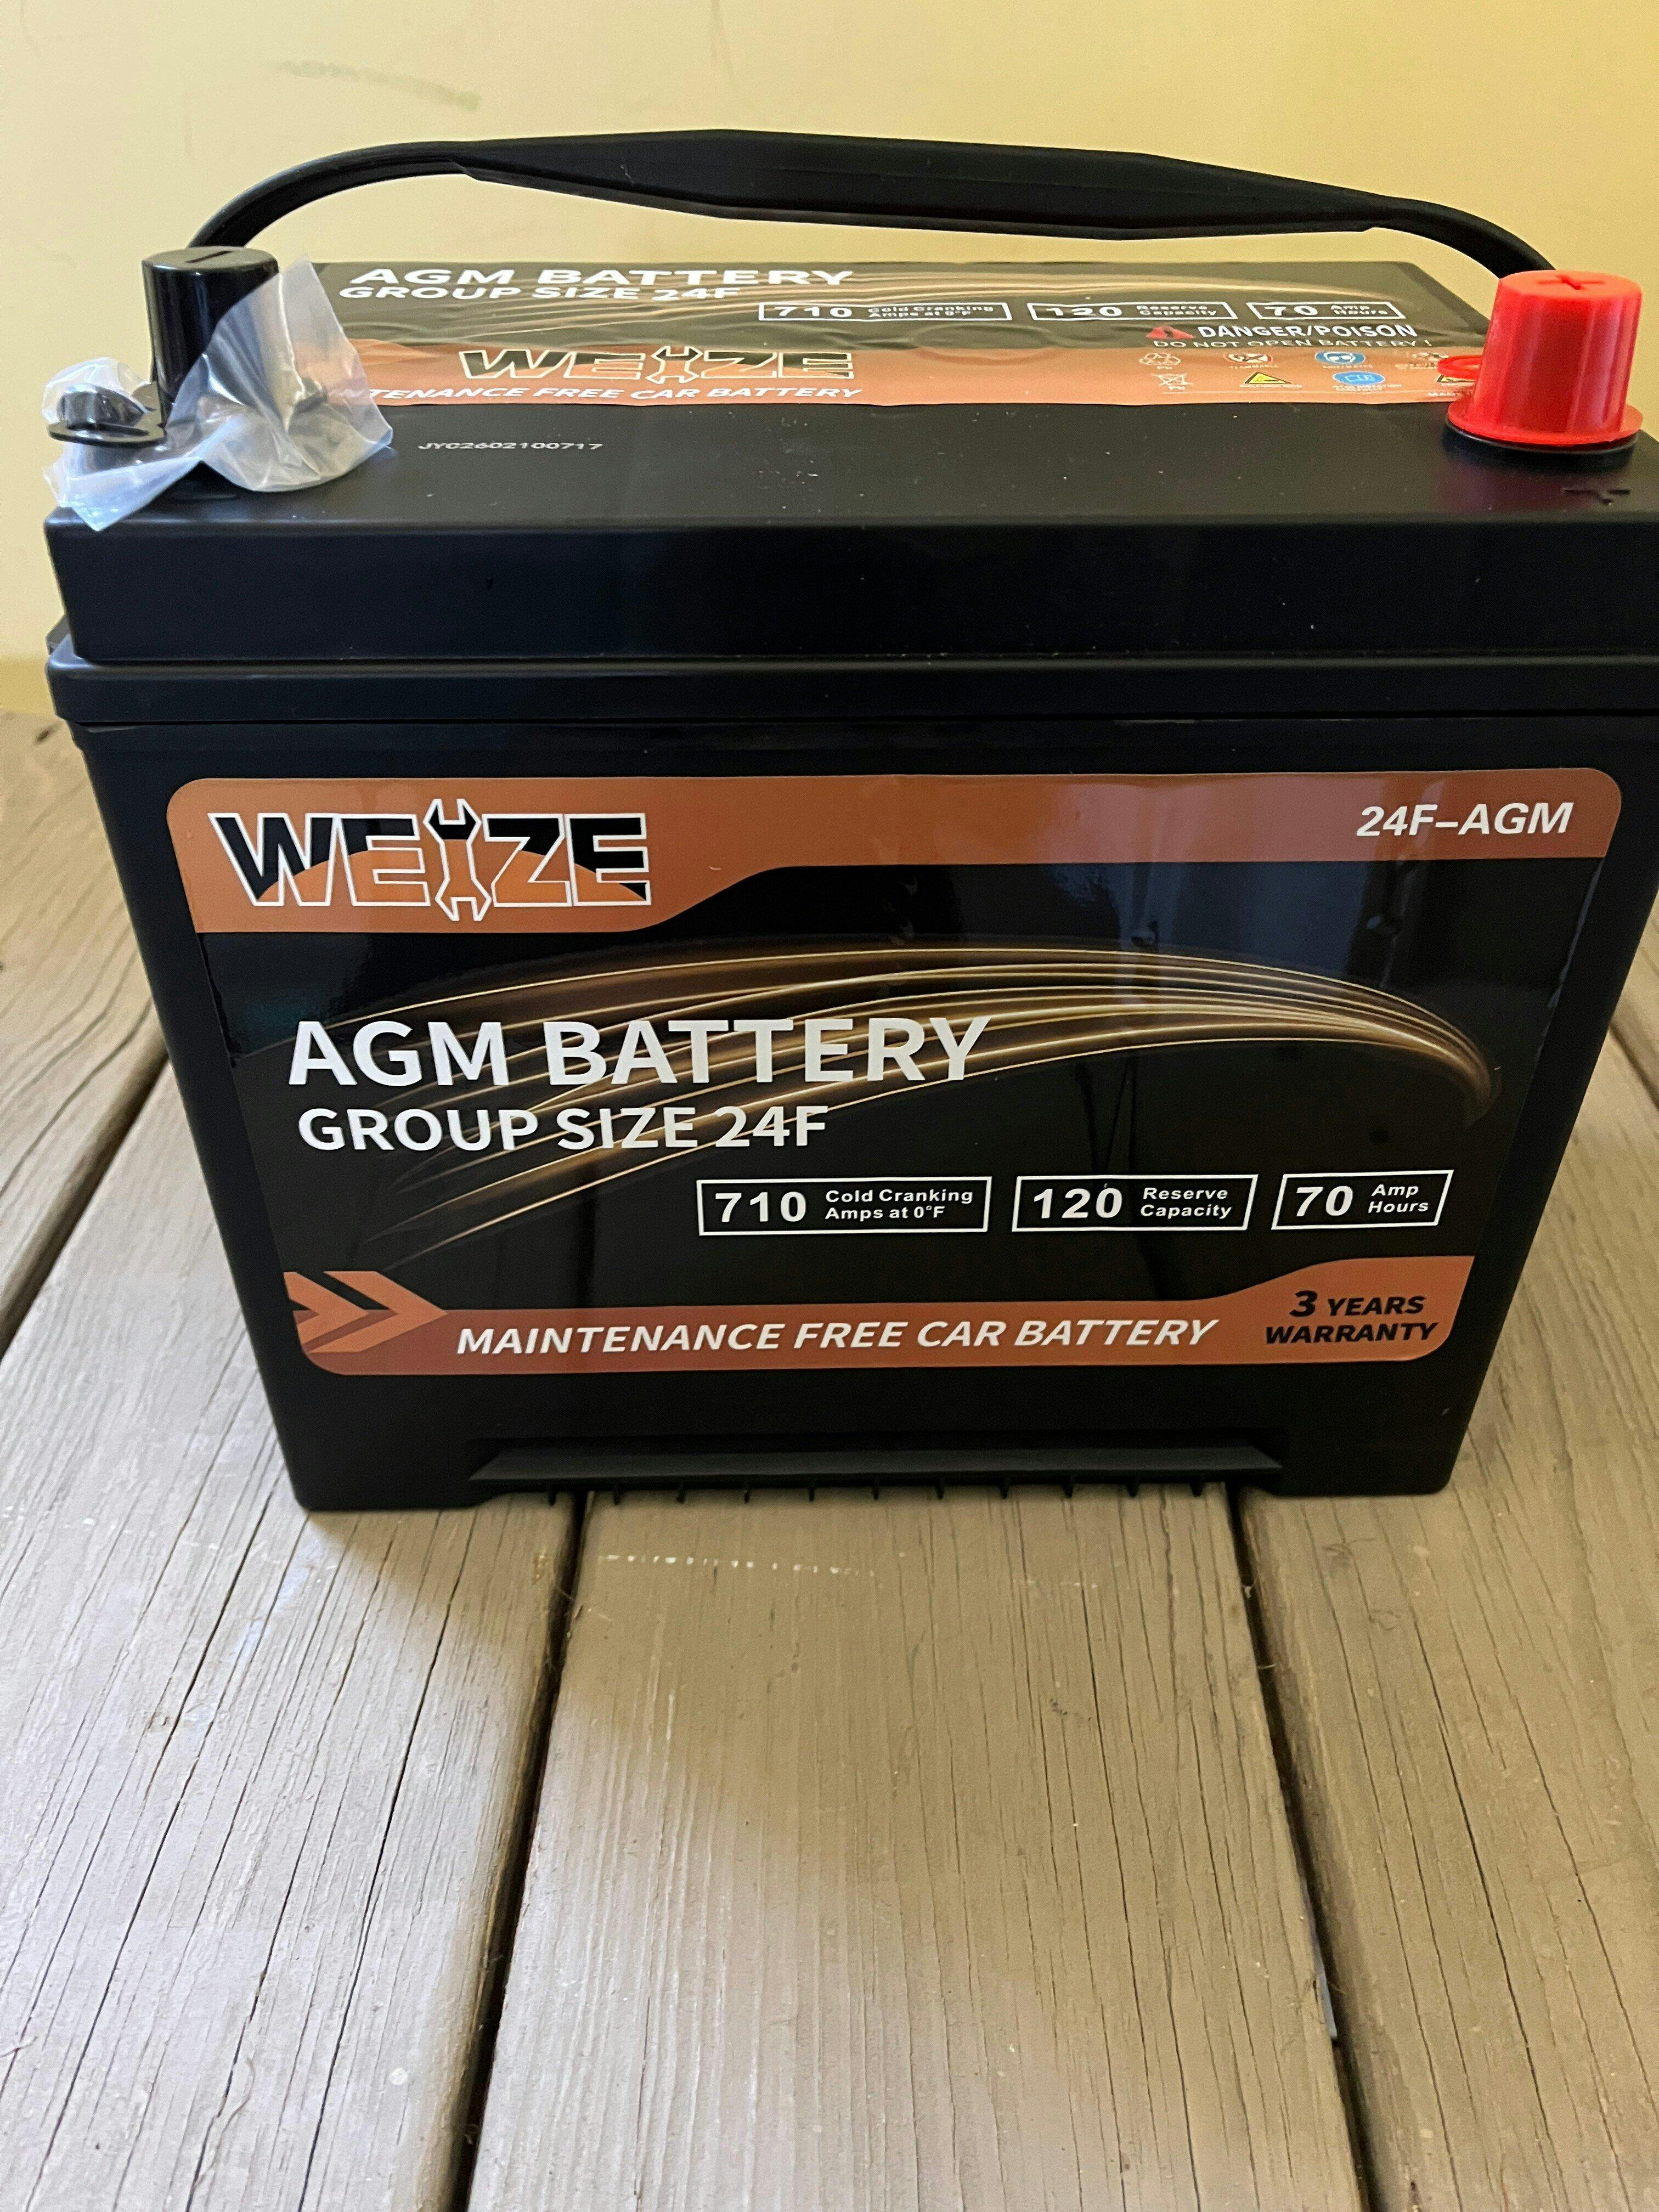 −
+
AGM BATTERY
GROUP SIZE 24F
710 Cold Cranking
Amps at 0°F
120 Reserve
Capacity
70 Amp
Hours
DANGER/POISON
DO NOT OPEN BATTERY !
WEIZE
NTENANCE FREE CAR BATTERY
JYC2602100717
WEIZE
24F–AGM
AGM BATTERY
GROUP SIZE 24F
710 Cold Cranking
Amps at 0°F
120 Reserve
Capacity
70 Amp
Hours
MAINTENANCE FREE CAR BATTERY
3 YEARS
WARRANTY